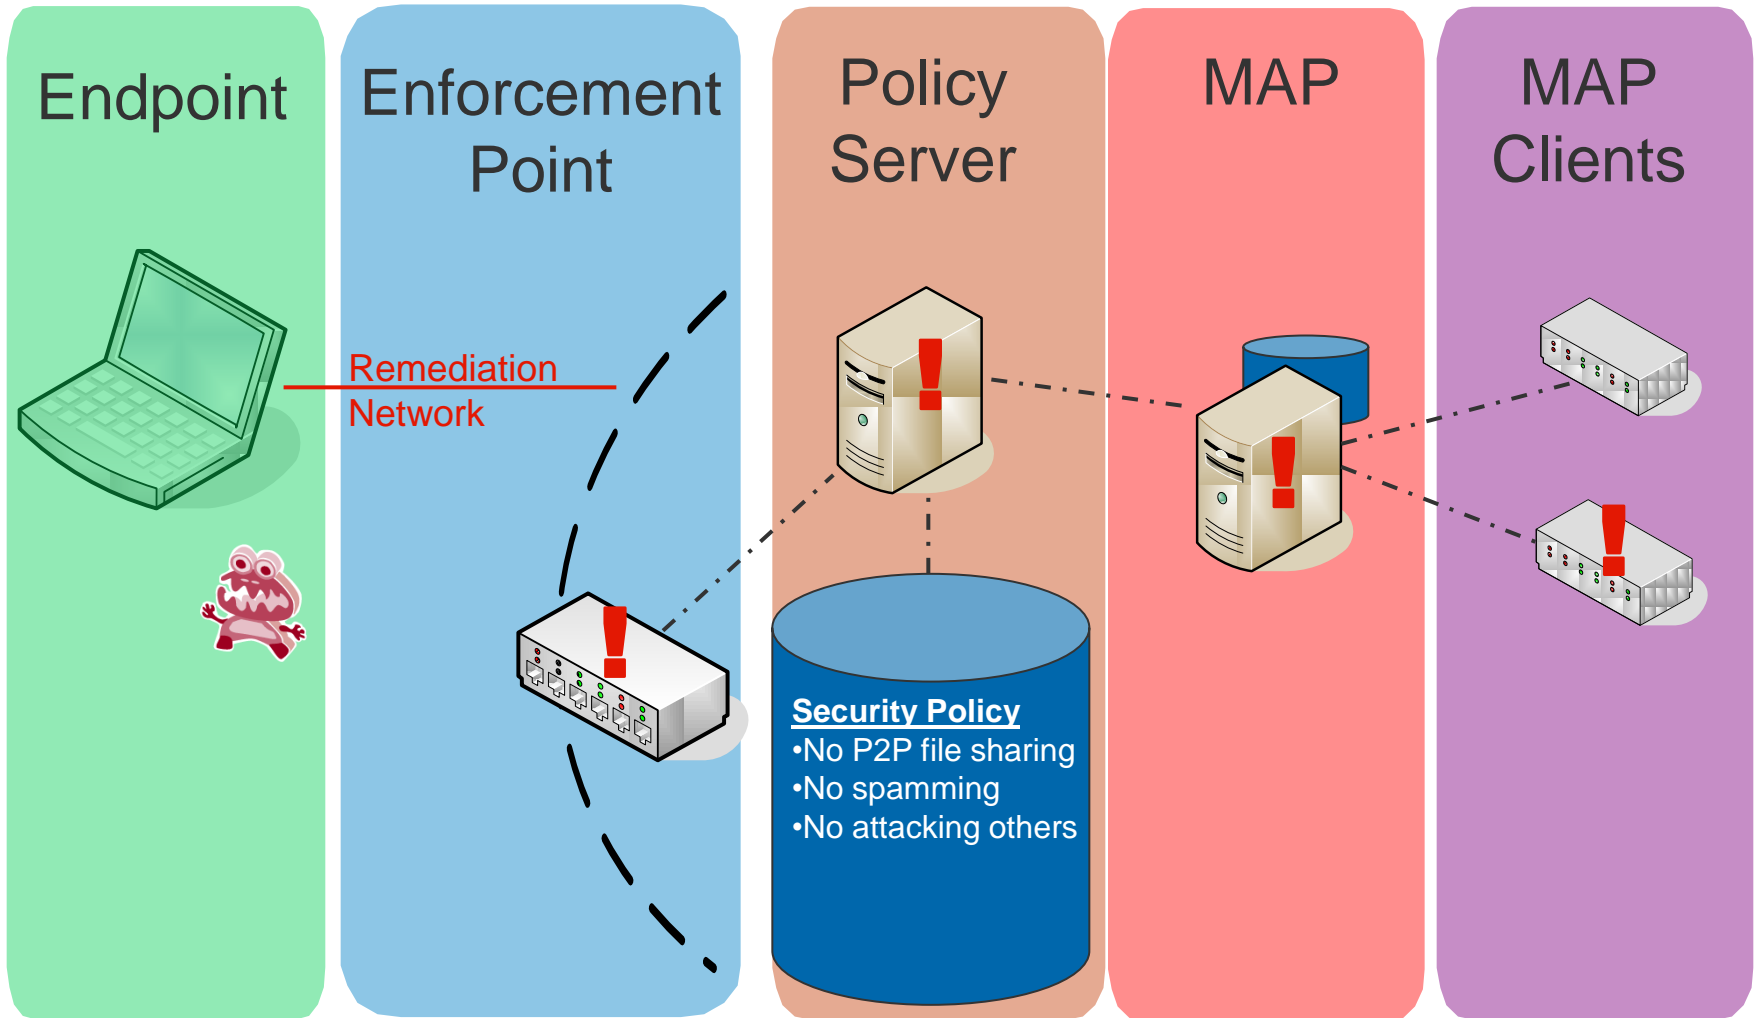 Endpoint
Enforcement
Point
Policy
Server
MAP
MAP
Clients
Remediation
Network
Security Policy
•No P2P file sharing
•No spamming
•No attacking others